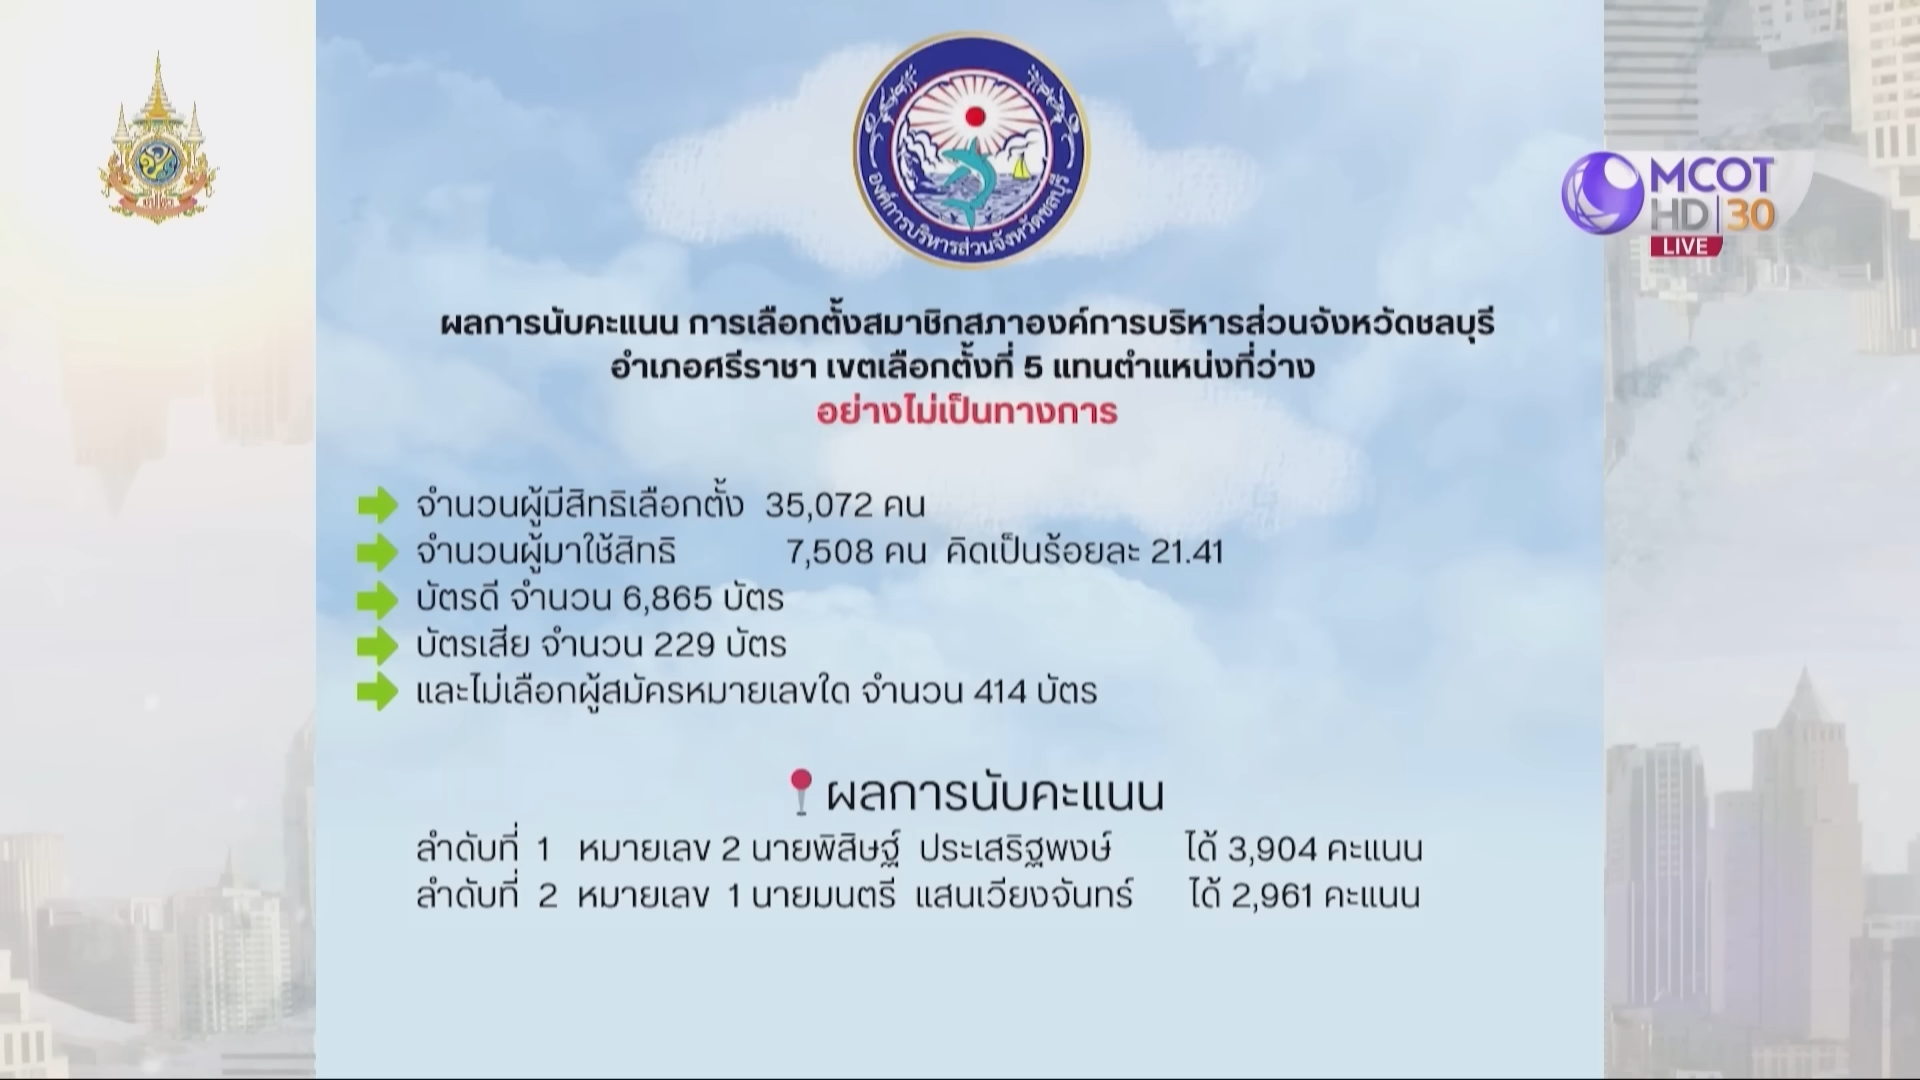 องค์การบริหารส่วนจังหวัดชลบุรี
MCOT
HD 30
LIVE
ผลการนับคะแนน การเลือกตั้งสมาชิกสภาองค์การบริหารส่วนจังหวัดชลบุรี
อำเภอศรีราชา เขตเลือกตั้งที่ 5 แทนตำแหน่งที่ว่าง
อย่างไม่เป็นทางการ
จำนวนผู้มีสิทธิเลือกตั้ง 35,072 คน
จำนวนผู้มาใช้สิทธิ 7,508 คน คิดเป็นร้อยละ 21.41
บัตรดี จำนวน 6,865 บัตร
บัตรเสีย จำนวน 229 บัตร
และไม่เลือกผู้สมัครหมายเลขใด จำนวน 414 บัตร
ผลการนับคะแนน
ลำดับที่ 1 หมายเลข 2 นายพิสิษฐ์ ประเสริฐพงษ์ ได้ 3,904 คะแนน
ลำดับที่ 2 หมายเลข 1 นายมนตรี แสนเวียงจันทร์ ได้ 2,961 คะแนน